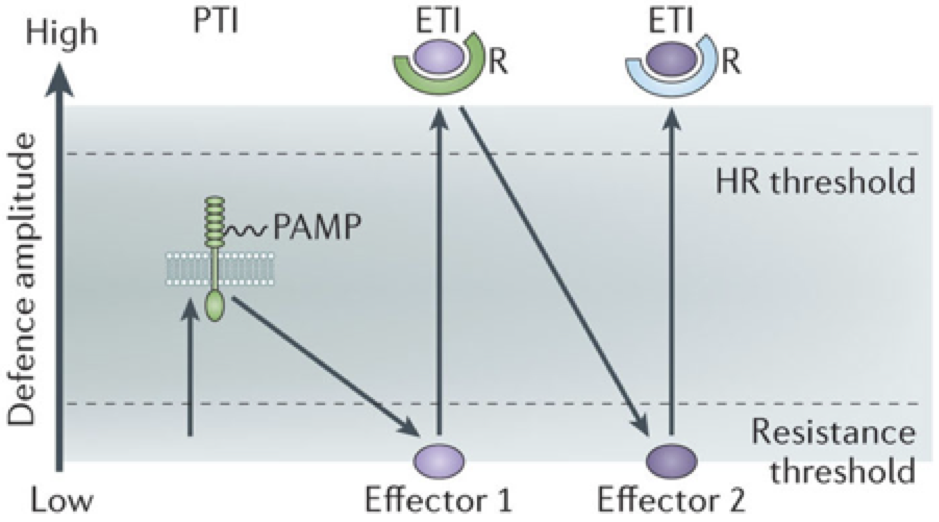 High
PTI
ETI
ETI
R
R
HR threshold
PAMP
Defence amplitude
Resistance
threshold
Low
Effector 1
Effector 2